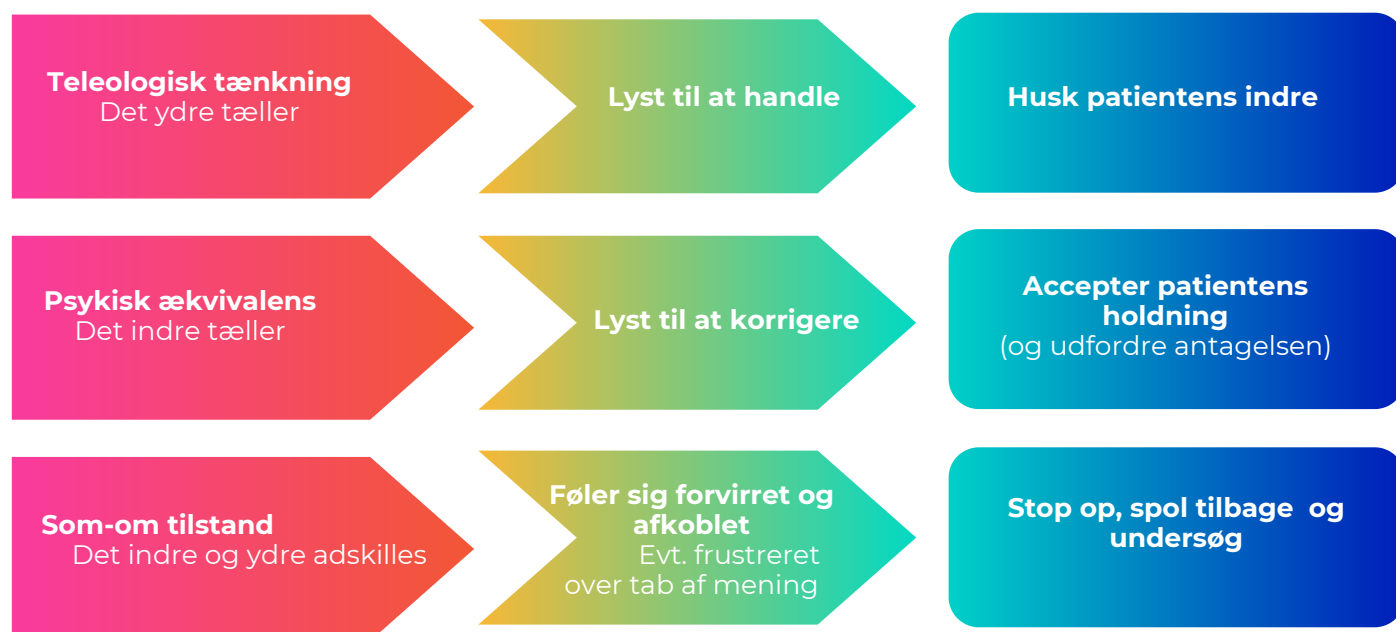 Teleologisk tænkning
Det ydre tæller
Lyst til at handle
Husk patientens indre
Psykisk ækvivalens
Det indre tæller
Lyst til at korrigere
Accepter patientens
holdning
(og udfordre antagelsen)
Som-om tilstand
Det indre og ydre adskilles
Føler sig forvirret og
afkoblet
Evt. frustreret
over tab af mening
Stop op, spol tilbage  og
undersøg